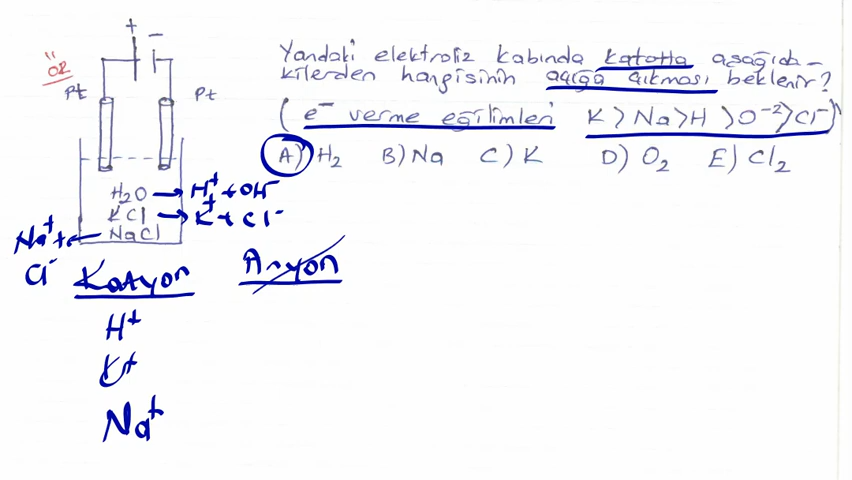 Yandaki elektroliz kabında katotta aşağıda-
kilerden hangisinin açığa çıkması beklenir?
( e⁻ verme eğilimleri K > Na > H > O⁻² > Cl⁻ )
A) H₂ B) Na C) K D) O₂ E) Cl₂
+ -
Pt Pt
H₂O → H⁺ + OH⁻
KCl → K⁺ + Cl⁻
Na⁺ + ← NaCl
Cl⁻
Katyon Anyon
H⁺
K⁺
Na⁺